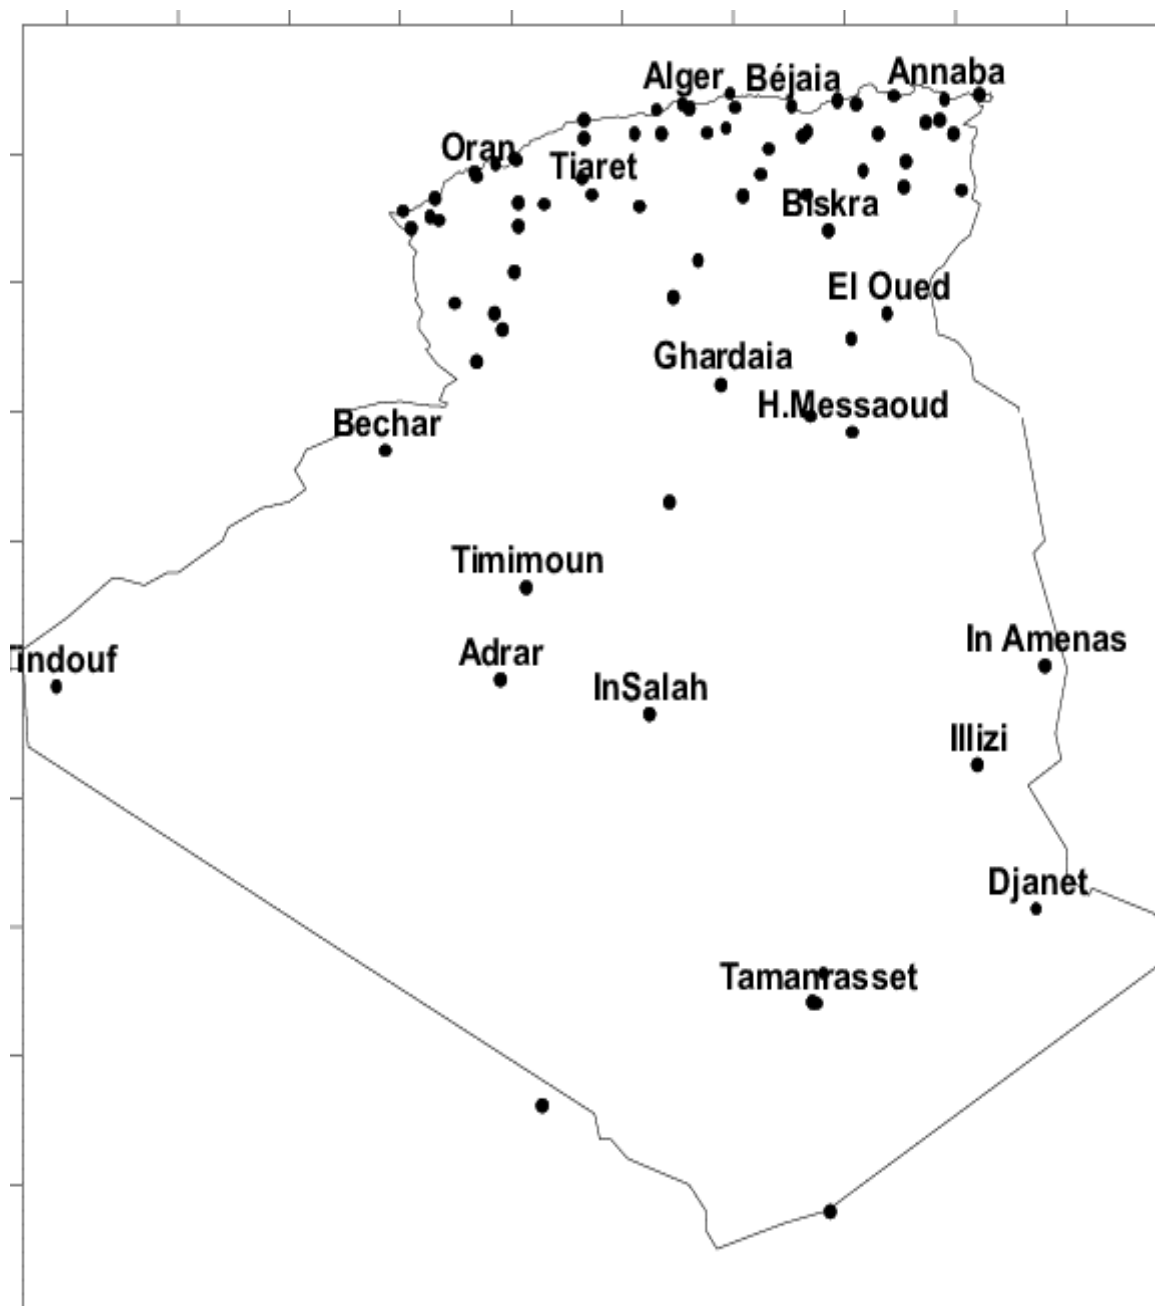 Alger
Béjaia
Annaba
Oran
Tiaret
Biskra
El Oued
Ghardaia
H.Messaoud
Bechar
Timimoun
In Amenas
Adrar
Tindouf
InSalah
Illizi
Djanet
Tamanrasset